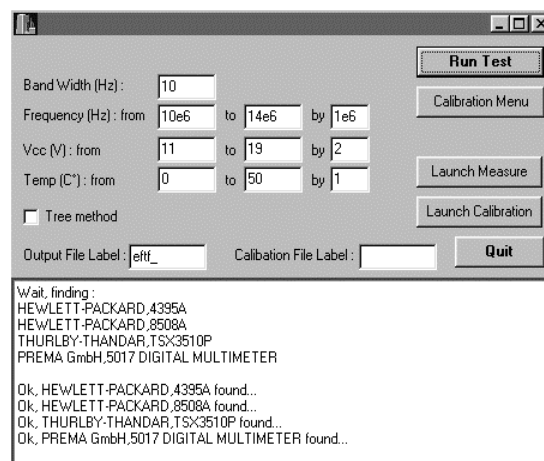 Run Test
Band Width (Hz) : 10
Calibration Menu
Frequency (Hz) : from 10e6 to 14e6 by 1e6
Vcc (V) : from 11 to 19 by 2
Launch Measure
Temp (C°) : from 0 to 50 by 1
Tree method
Launch Calibration
Output File Label : eftf_ Calibation File Label : Quit
Wait, finding :
HEWLETT-PACKARD,4395A
HEWLETT-PACKARD,8508A
THURLBY-THANDAR,TSX3510P
PREMA GmbH,5017 DIGITAL MULTIMETER
Ok, HEWLETT-PACKARD,4395A found...
Ok, HEWLETT-PACKARD,8508A found...
Ok, THURLBY-THANDAR,TSX3510P found...
Ok, PREMA GmbH,5017 DIGITAL MULTIMETER found...